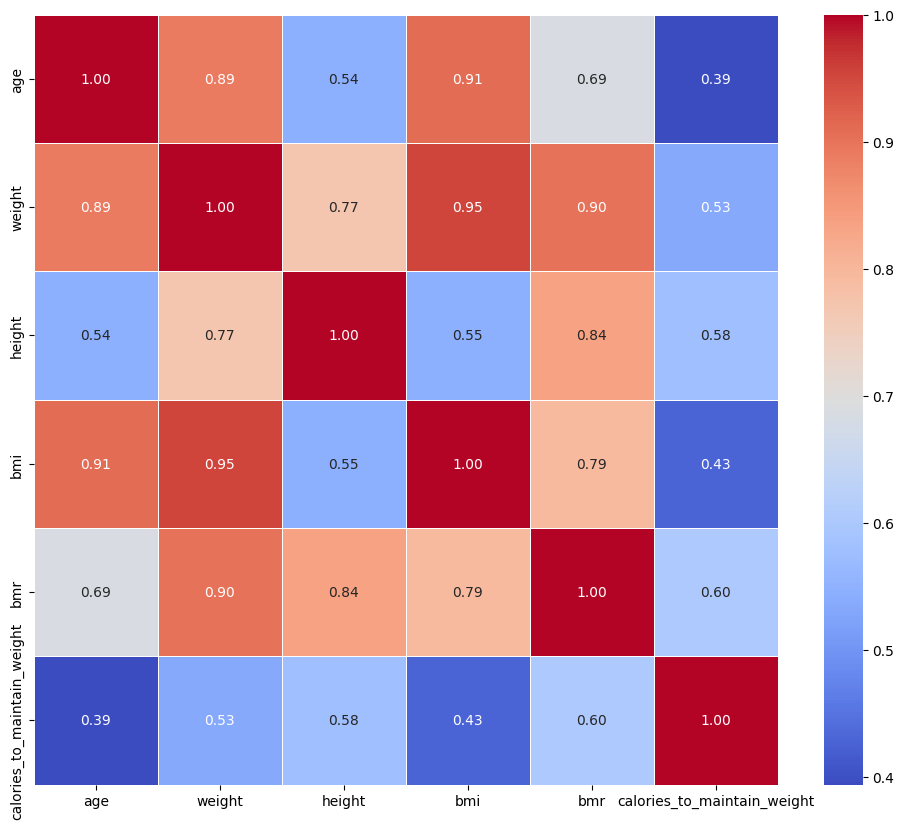 age 1.00 0.89 0.54 0.91 0.69 0.39
weight 0.89 1.00 0.77 0.95 0.90 0.53
height 0.54 0.77 1.00 0.55 0.84 0.58
bmi 0.91 0.95 0.55 1.00 0.79 0.43
bmr 0.69 0.90 0.84 0.79 1.00 0.60
calories_to_maintain_weight 0.39 0.53 0.58 0.43 0.60 1.00
age weight height bmi bmr calories_to_maintain_weight
1.0
0.9
0.8
0.7
0.6
0.5
0.4